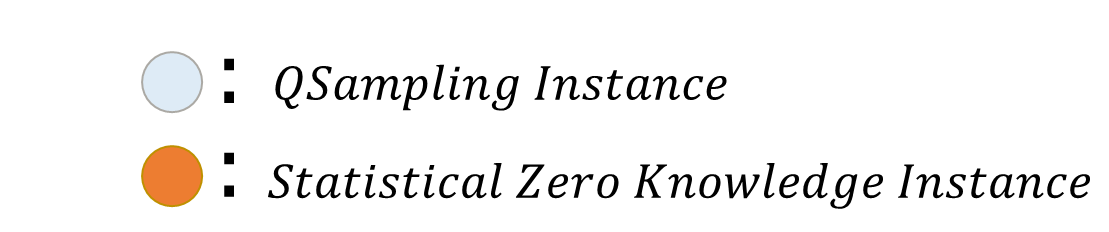 : QSampling Instance
: Statistical Zero Knowledge Instance